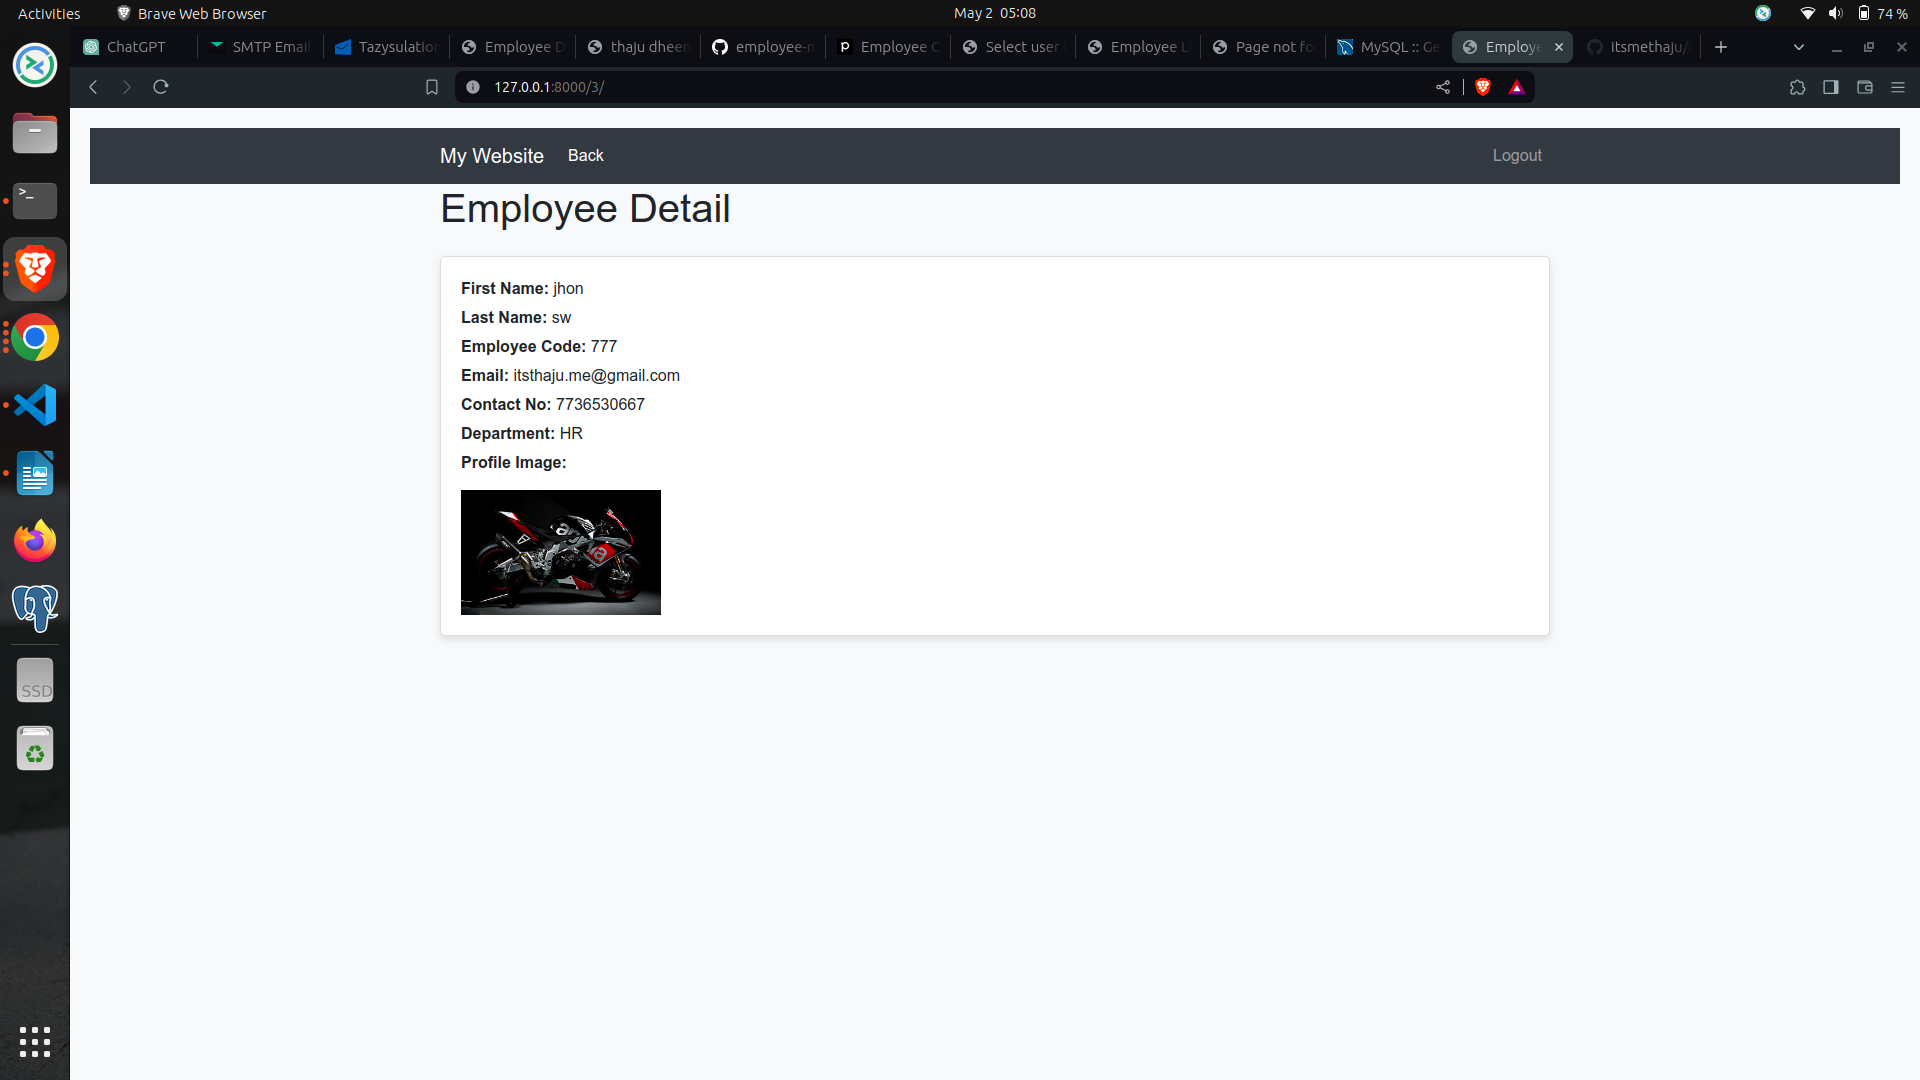 Activities
Brave Web Browser
May 2 05:08
74 %
ChatGPT
SMTP Email
Tazysulation
Employee D
thaju dheen
employee-m
Employee C
Select user
Employee L
Page not fo
MySQL :: Ge
Employe
itsmethaju/
127.0.0.1:8000/3/
My Website
Back
Logout
Employee Detail
First Name: jhon
Last Name: sw
Employee Code: 777
Email: itsthaju.me@gmail.com
Contact No: 7736530667
Department: HR
Profile Image:
SSD